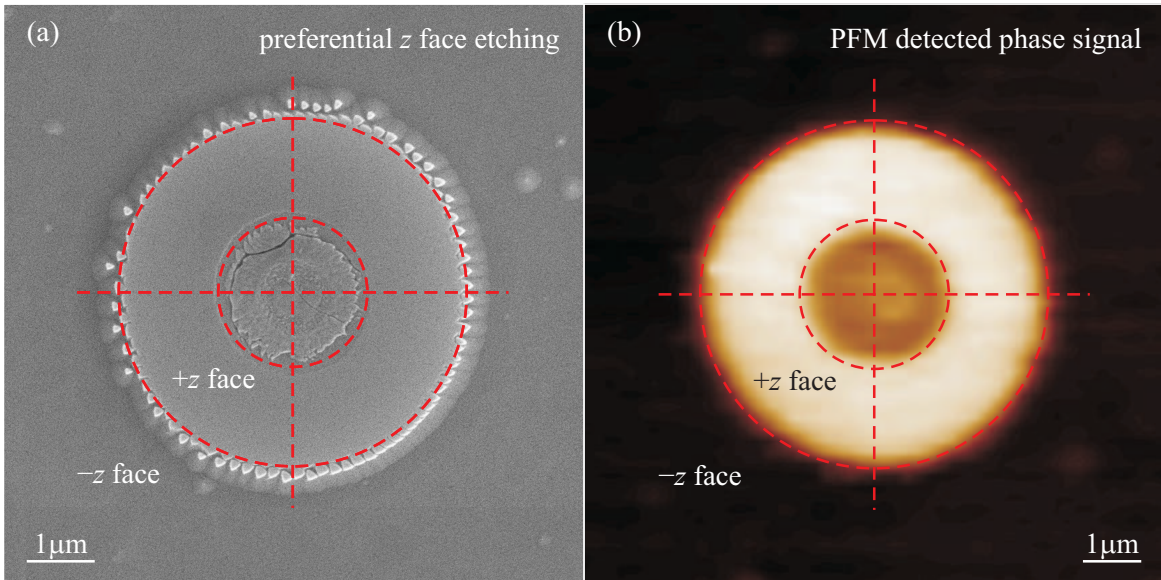 (a)
preferential z face etching
+z face
−z face
1μm
(b)
PFM detected phase signal
+z face
−z face
1μm